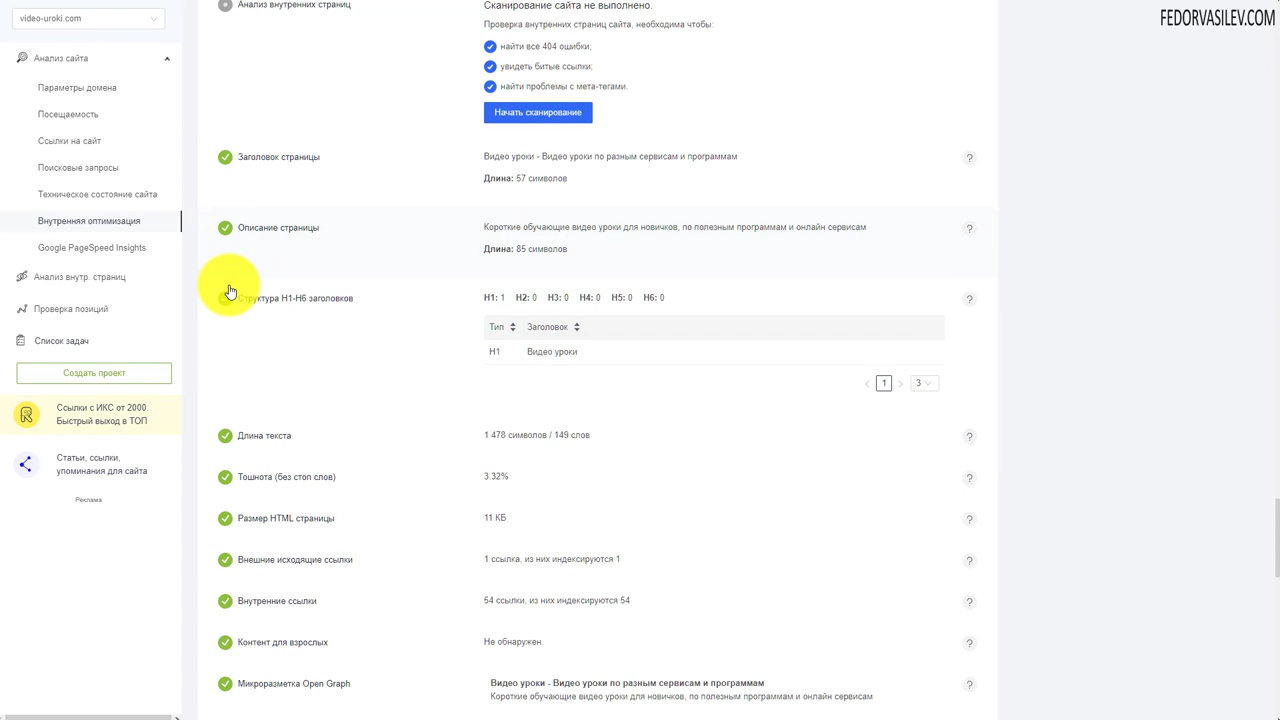 video-uroki.com
Анализ внутренних страниц
Сканирование сайта не выполнено.
FEDORVASILEV.COM
Проверка внутренних страниц сайта, необходима чтобы:
найти все 404 ошибки;
увидеть битые ссылки;
найти проблемы с мета-тегами.
Начать сканирование
Анализ сайта
Параметры домена
Посещаемость
Ссылки на сайт
Поисковые запросы
Техническое состояние сайта
Внутренняя оптимизация
Google PageSpeed Insights
Анализ внутр. страниц
Проверка позиций
Список задач
Создать проект
Ссылки с ИКС от 2000.
Быстрый выход в ТОП
Статьи, ссылки,
упоминания для сайта
Реклама
Заголовок страницы
Видео уроки - Видео уроки по разным сервисам и программам
?
Длина: 57 символов
Описание страницы
Короткие обучающие видео уроки для новичков, по полезным программам и онлайн сервисам
?
Длина: 85 символов
Структура H1-H6 заголовков
H1: 1 H2: 0 H3: 0 H4: 0 H5: 0 H6: 0
?
Тип Заголовок
H1 Видео уроки
< 1 > 3
Длина текста
1 478 символов / 149 слов
?
Тошнота (без стоп слов)
3.32%
?
Размер HTML страницы
11 КБ
?
Внешние исходящие ссылки
1 ссылка, из них индексируются 1
?
Внутренние ссылки
54 ссылки, из них индексируются 54
?
Контент для взрослых
Не обнаружен.
?
Микроразметка Open Graph
Видео уроки - Видео уроки по разным сервисам и программам
?
Короткие обучающие видео уроки для новичков, по полезным программам и онлайн сервисам